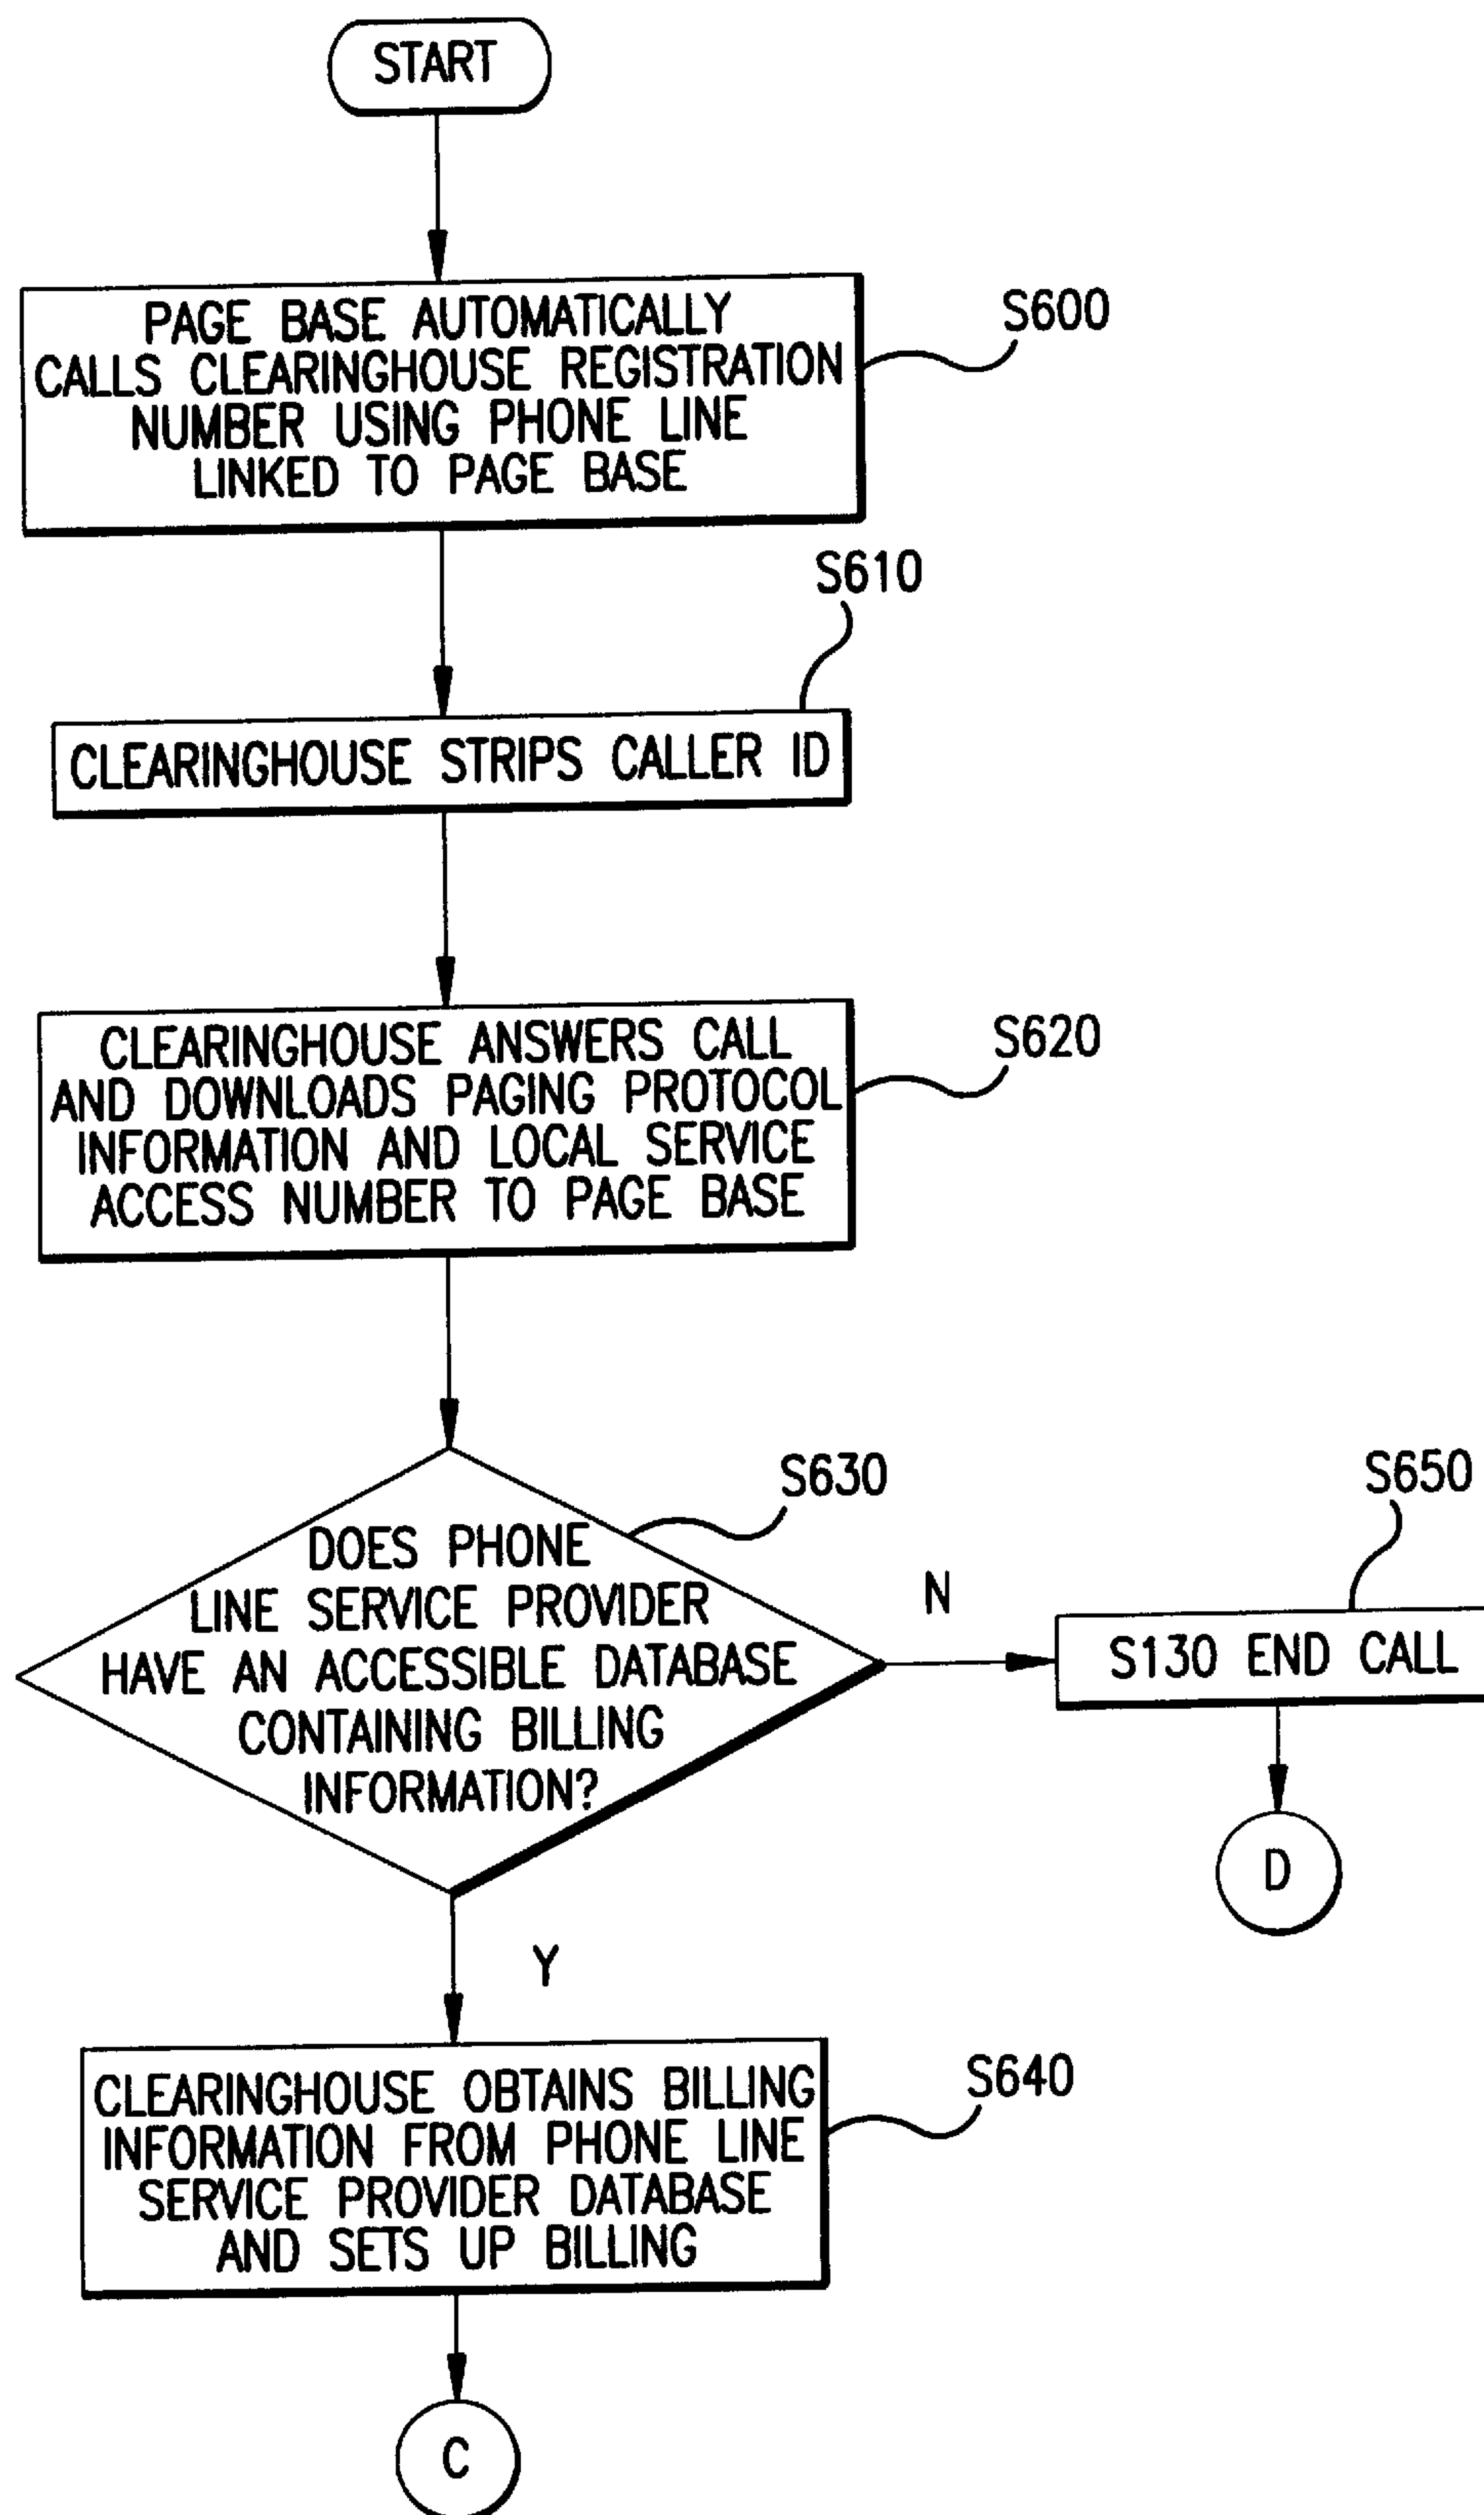 START
PAGE BASE AUTOMATICALLY
CALLS CLEARINGHOUSE REGISTRATION
NUMBER USING PHONE LINE
LINKED TO PAGE BASE
S600
S610
CLEARINGHOUSE STRIPS CALLER ID
CLEARINGHOUSE ANSWERS CALL
AND DOWNLOADS PAGING PROTOCOL
INFORMATION AND LOCAL SERVICE
ACCESS NUMBER TO PAGE BASE
S620
DOES PHONE
LINE SERVICE PROVIDER
HAVE AN ACCESSIBLE DATABASE
CONTAINING BILLING
INFORMATION?
S630
N
S650
S130 END CALL
D
Y
CLEARINGHOUSE OBTAINS BILLING
INFORMATION FROM PHONE LINE
SERVICE PROVIDER DATABASE
AND SETS UP BILLING
S640
C